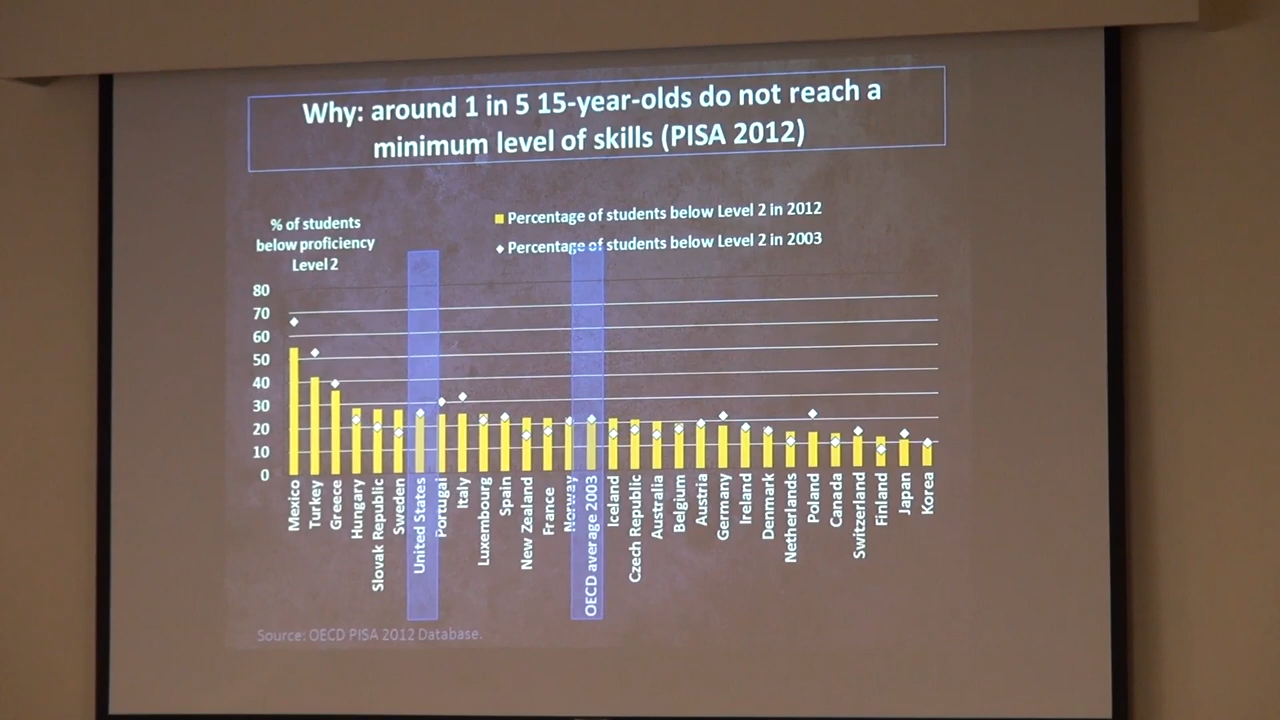 Why: around 1 in 5 15-year-olds do not reach a
minimum level of skills (PISA 2012)
% of students
below proficiency
Level 2
Percentage of students below Level 2 in 2012
Percentage of students below Level 2 in 2003
80
70
60
50
40
30
20
10
0
Mexico
Turkey
Greece
Hungary
Slovak Republic
Sweden
United States
Portugal
Italy
Luxembourg
Spain
New Zealand
France
Norway
OECD average 2003
Iceland
Czech Republic
Australia
Belgium
Austria
Germany
Ireland
Denmark
Netherlands
Poland
Canada
Switzerland
Finland
Japan
Korea
Source: OECD PISA 2012 Database.